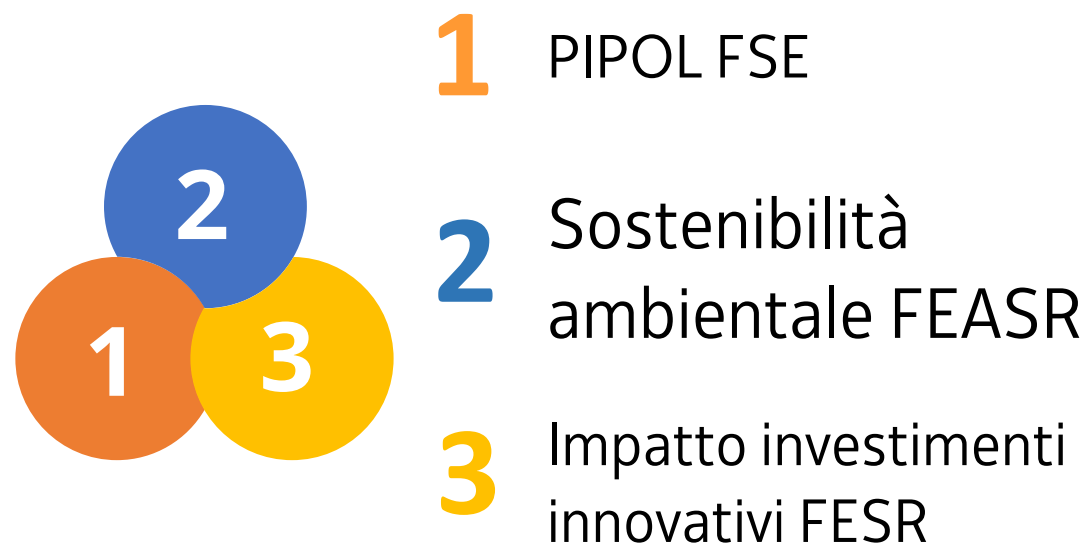 2
1
3
1 PIPOL FSE
2 Sostenibilità
ambientale FEASR
3 Impatto investimenti
innovativi FESR